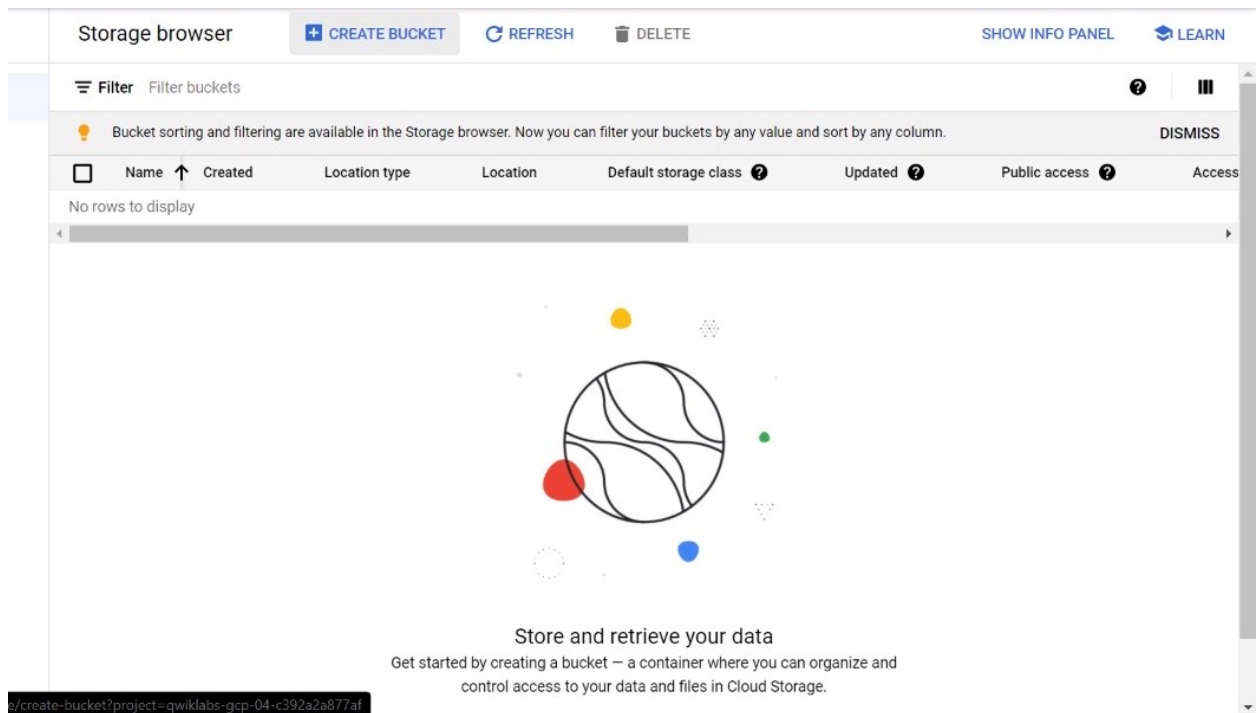 Storage browser CREATE BUCKET REFRESH DELETE SHOW INFO PANEL LEARN
Filter Filter buckets
Bucket sorting and filtering are available in the Storage browser. Now you can filter your buckets by any value and sort by any column. DISMISS
Name Created Location type Location Default storage class Updated Public access Access
No rows to display
Store and retrieve your data
Get started by creating a bucket — a container where you can organize and
control access to your data and files in Cloud Storage.
e/create-bucket?project=qwiklabs-gcp-04-c392a2a877af